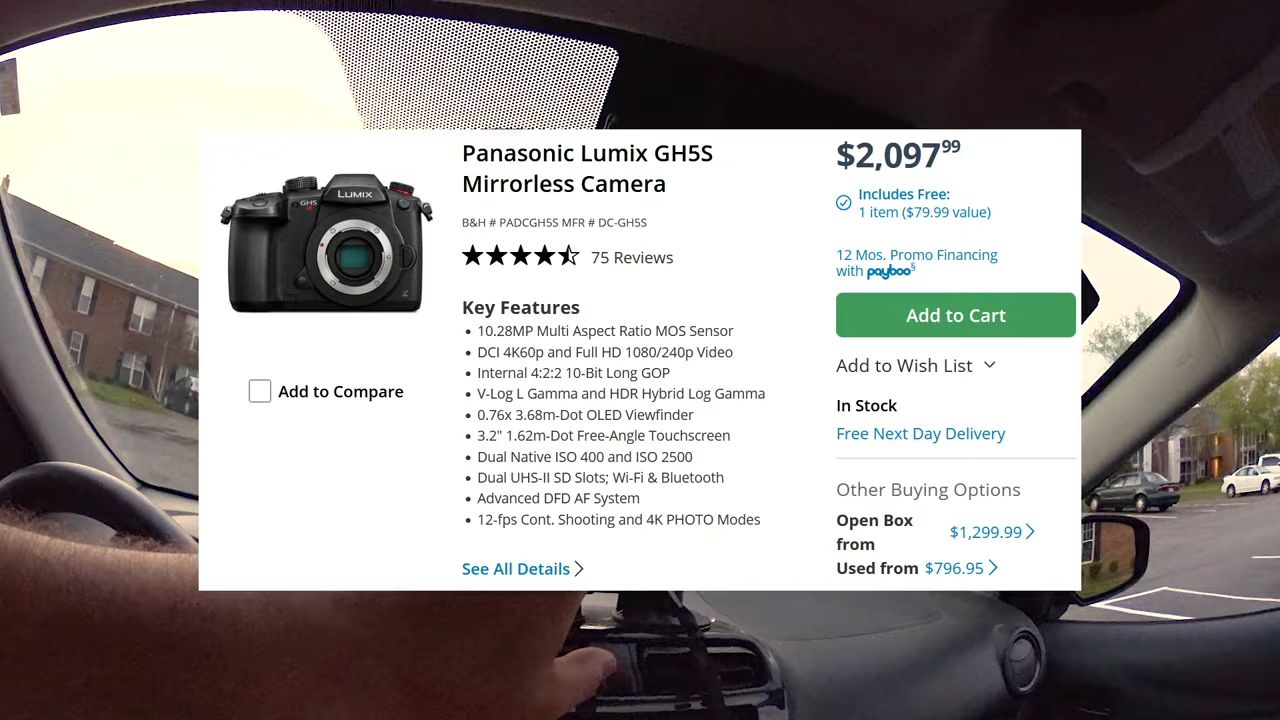 Panasonic Lumix GH5S
Mirrorless Camera
B&H # PADCGH5S MFR # DC-GH5S
75 Reviews
Key Features
10.28MP Multi Aspect Ratio MOS Sensor
DCI 4K60p and Full HD 1080/240p Video
Internal 4:2:2 10-Bit Long GOP
V-Log L Gamma and HDR Hybrid Log Gamma
0.76x 3.68m-Dot OLED Viewfinder
3.2" 1.62m-Dot Free-Angle Touchscreen
Dual Native ISO 400 and ISO 2500
Dual UHS-II SD Slots; Wi-Fi & Bluetooth
Advanced DFD AF System
12-fps Cont. Shooting and 4K PHOTO Modes
See All Details
LUMIX
GH5
S
Add to Compare
$2,097⁹⁹
Includes Free:
1 item ($79.99 value)
12 Mos. Promo Financing
with payboo§
Add to Cart
Add to Wish List
In Stock
Free Next Day Delivery
Other Buying Options
Open Box
from
$1,299.99
Used from $796.95